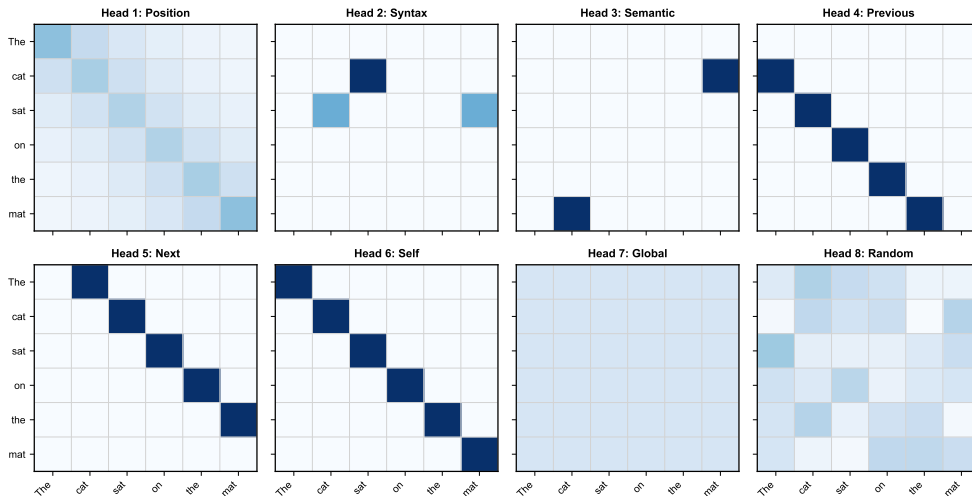 Head 1: Position
Head 2: Syntax
Head 3: Semantic
Head 4: Previous
The
cat
sat
on
the
mat
Head 5: Next
Head 6: Self
Head 7: Global
Head 8: Random
The
cat
sat
on
the
mat
The cat sat on the mat
The cat sat on the mat
The cat sat on the mat
The cat sat on the mat